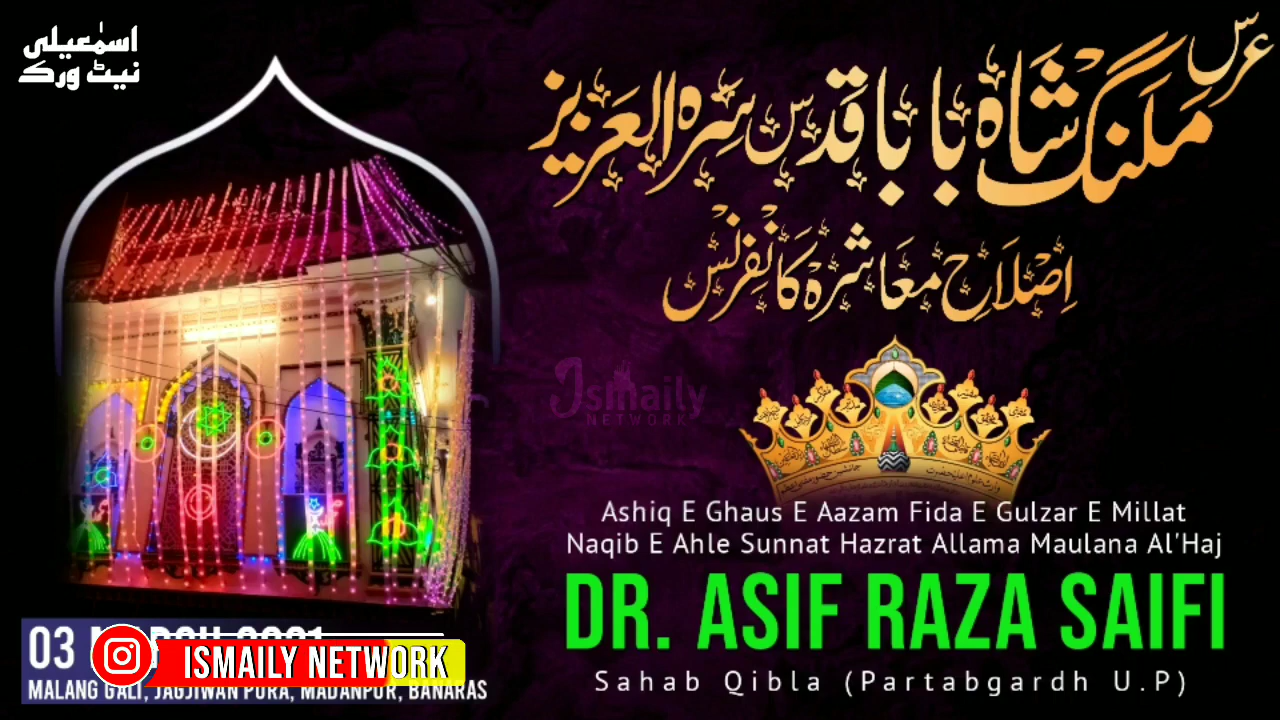 اسمٰعیلی
نیٹ ورک
عرس
ملنگ شاہ بابا قدس سرہ العزیز
اصلاح معاشرہ کانفرنس
Ismaily
NETWORK
Ashiq E Ghaus E Aazam Fida E Gulzar E Millat
Naqib E Ahle Sunnat Hazrat Allama Maulana Al'Haj
DR. ASIF RAZA SAIFI
Sahab Qibla (Partabgardh U.P)
03
ISMAILY NETWORK
MALANG GALI, JAGJIWAN PURA, MADANPUR, BANARAS